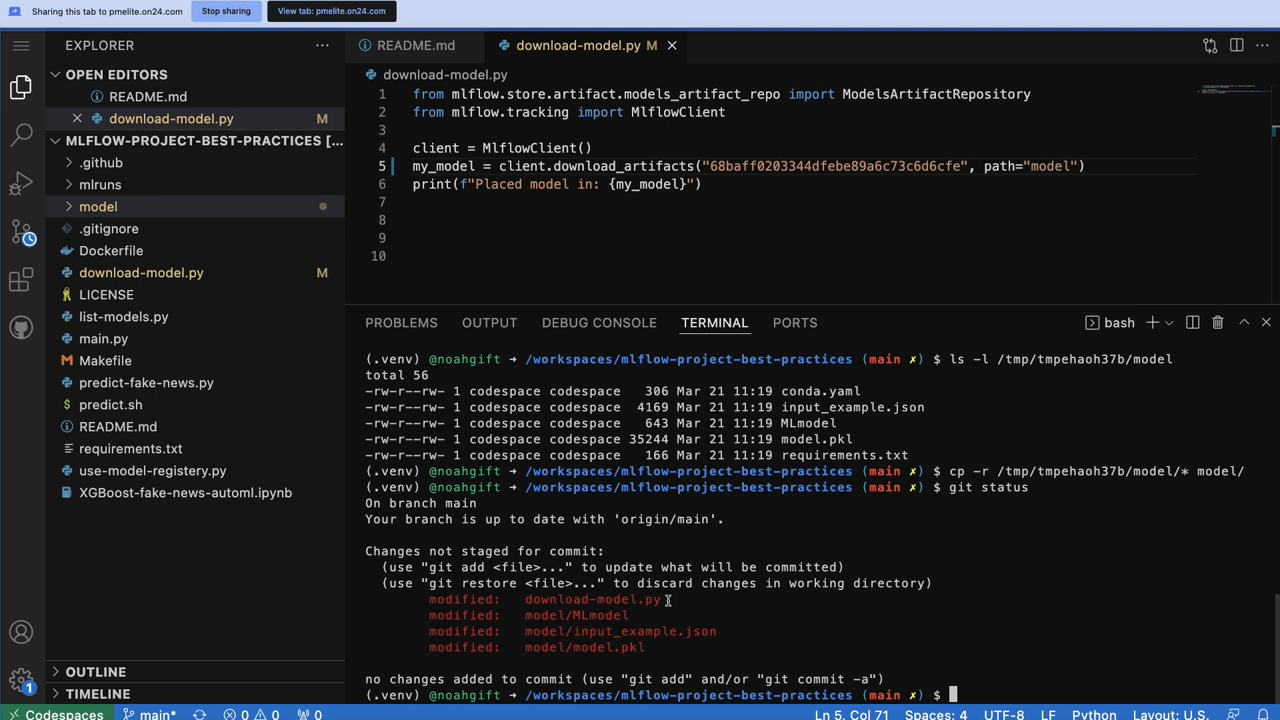 Sharing this tab to pmelite.on24.com Stop sharing View tab: pmelite.on24.com
EXPLORER
OPEN EDITORS
README.md
download-model.py M
MLFLOW-PROJECT-BEST-PRACTICES [...
.github
mlruns
model
.gitignore
Dockerfile
download-model.py M
LICENSE
list-models.py
main.py
Makefile
predict-fake-news.py
predict.sh
README.md
requirements.txt
use-model-registery.py
XGBoost-fake-news-automl.ipynb
OUTLINE
TIMELINE
README.md download-model.py M
download-model.py
1 from mlflow.store.artifact.models_artifact_repo import ModelsArtifactRepository
2 from mlflow.tracking import MlflowClient
3
4 client = MlflowClient()
5 my_model = client.download_artifacts("68baff0203344dfebe89a6c73c6d6cfe", path="model")
6 print(f"Placed model in: {my_model}")
7
8
9
10
PROBLEMS OUTPUT DEBUG CONSOLE TERMINAL PORTS bash
(.venv) @noahgift ➜ /workspaces/mlflow-project-best-practices (main ✗) $ ls -l /tmp/tmpehaoh37b/model
total 56
-rw-r--rw- 1 codespace codespace 306 Mar 21 11:19 conda.yaml
-rw-r--rw- 1 codespace codespace 4169 Mar 21 11:19 input_example.json
-rw-r--rw- 1 codespace codespace 643 Mar 21 11:19 MLmodel
-rw-r--rw- 1 codespace codespace 35244 Mar 21 11:19 model.pkl
-rw-r--rw- 1 codespace codespace 166 Mar 21 11:19 requirements.txt
(.venv) @noahgift ➜ /workspaces/mlflow-project-best-practices (main ✗) $ cp -r /tmp/tmpehaoh37b/model/* model/
(.venv) @noahgift ➜ /workspaces/mlflow-project-best-practices (main ✗) $ git status
On branch main
Your branch is up to date with 'origin/main'.
Changes not staged for commit:
(use "git add <file>..." to update what will be committed)
(use "git restore <file>..." to discard changes in working directory)
modified: download-model.py
modified: model/MLmodel
modified: model/input_example.json
modified: model/model.pkl
no changes added to commit (use "git add" and/or "git commit -a")
(.venv) @noahgift ➜ /workspaces/mlflow-project-best-practices (main ✗) $
1
Codespaces main* 0 0 0 Ln 5, Col 71 Spaces: 4 UTF-8 LF Python Layout: U.S.